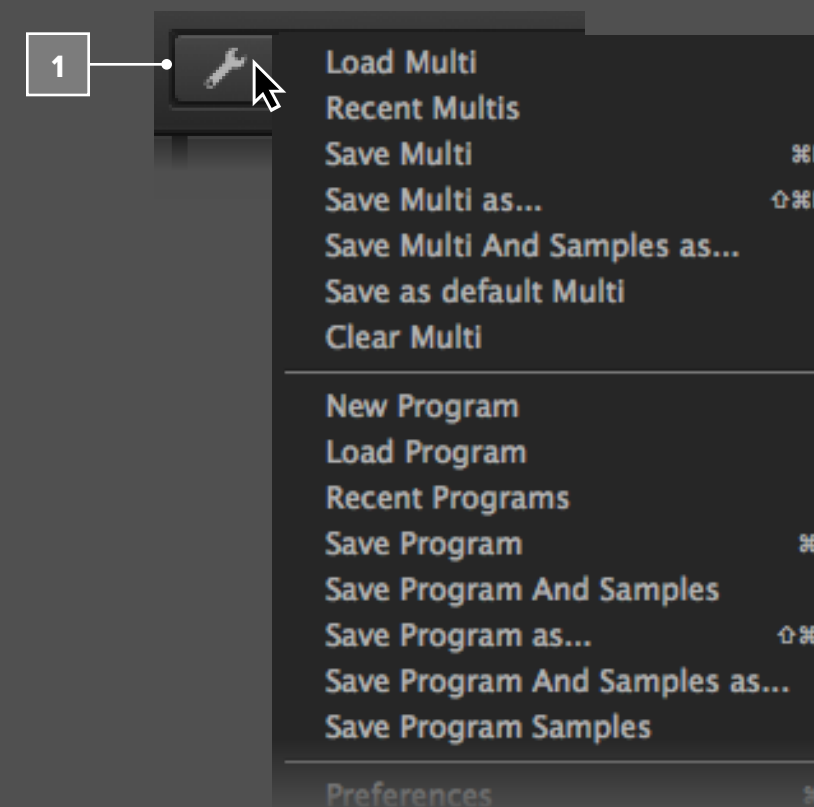 1
Load Multi
Recent Multis
Save Multi ⌘
Save Multi as... ⇧⌘
Save Multi And Samples as...
Save as default Multi
Clear Multi
New Program
Load Program
Recent Programs
Save Program ⌘
Save Program And Samples
Save Program as... ⇧⌘
Save Program And Samples as...
Save Program Samples
Preferences